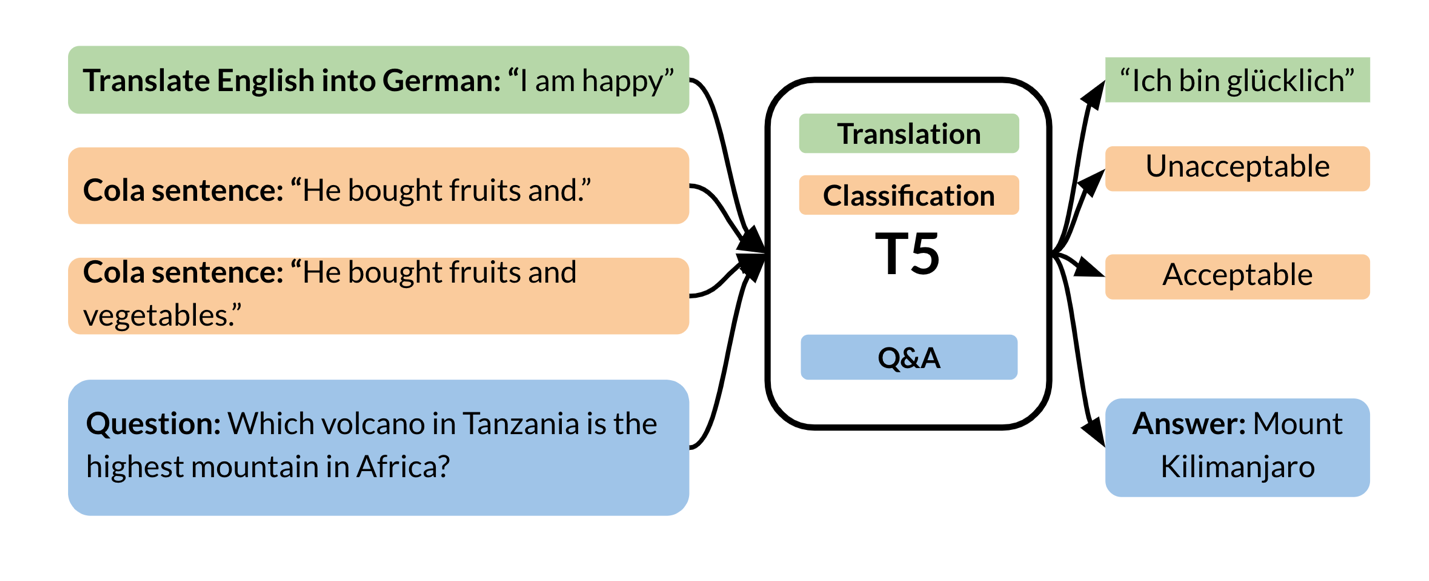 Translate English into German: “I am happy”
Cola sentence: “He bought fruits and.”
Cola sentence: “He bought fruits and
vegetables.”
Question: Which volcano in Tanzania is the
highest mountain in Africa?
Translation
Classification
T5
Q&A
“Ich bin glücklich”
Unacceptable
Acceptable
Answer: Mount
Kilimanjaro